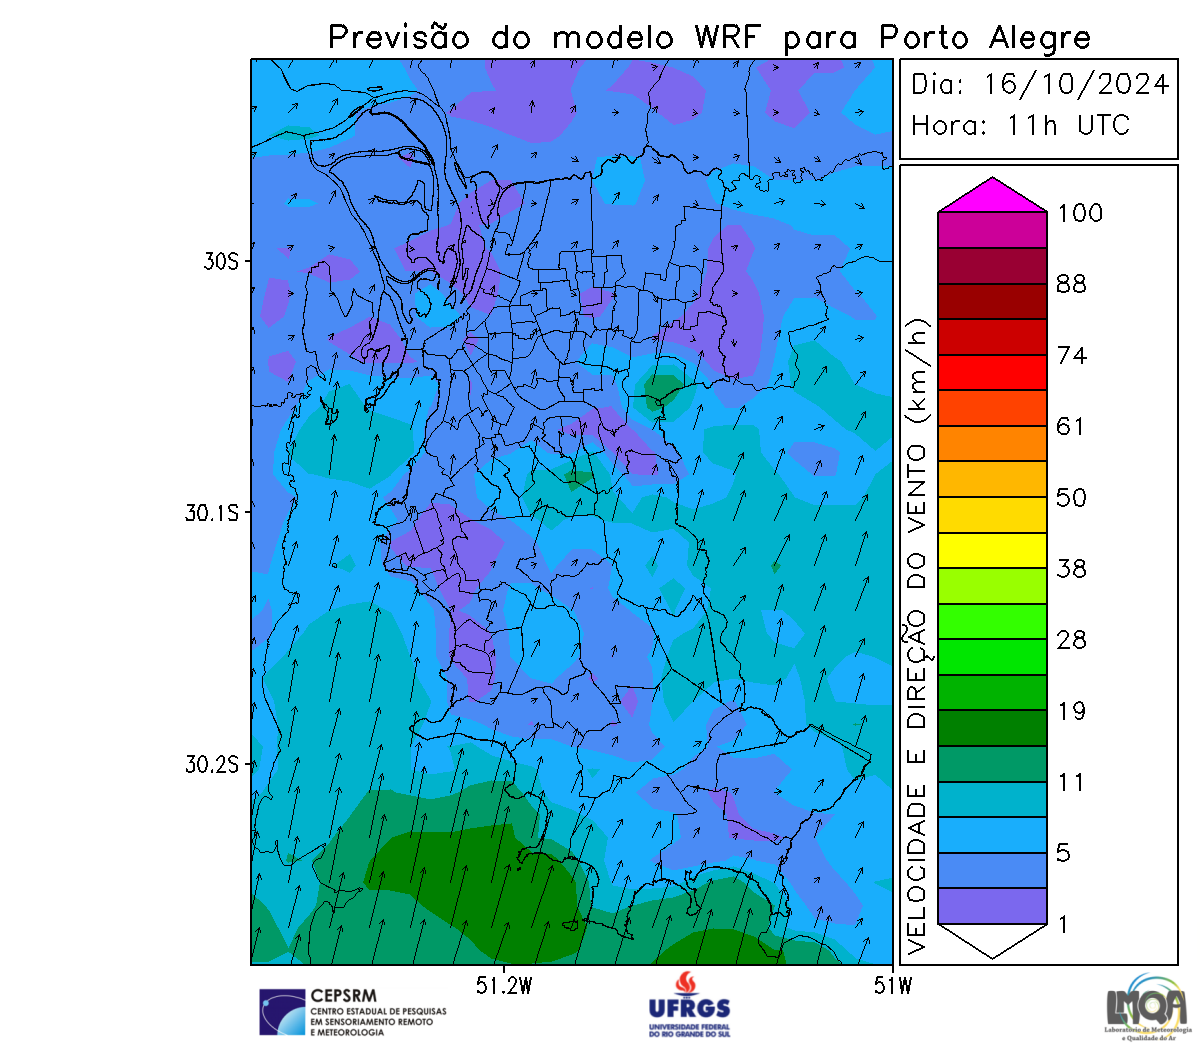 Previsão do modelo WRF para Porto Alegre
Dia: 16/10/2024
Hora: 11h UTC
100
88
74
61
50
38
28
19
11
5
1
VELOCIDADE E DIREÇÃO DO VENTO (km/h)
30S
30.1S
30.2S
51.2W
51W
CEPSRM
CENTRO ESTADUAL DE PESQUISAS
EM SENSORIAMENTO REMOTO
E METEOROLOGIA
UFRGS
UNIVERSIDADE FEDERAL
DO RIO GRANDE DO SUL
LMQA
Laboratório de Meteorologia
e Qualidade do Ar